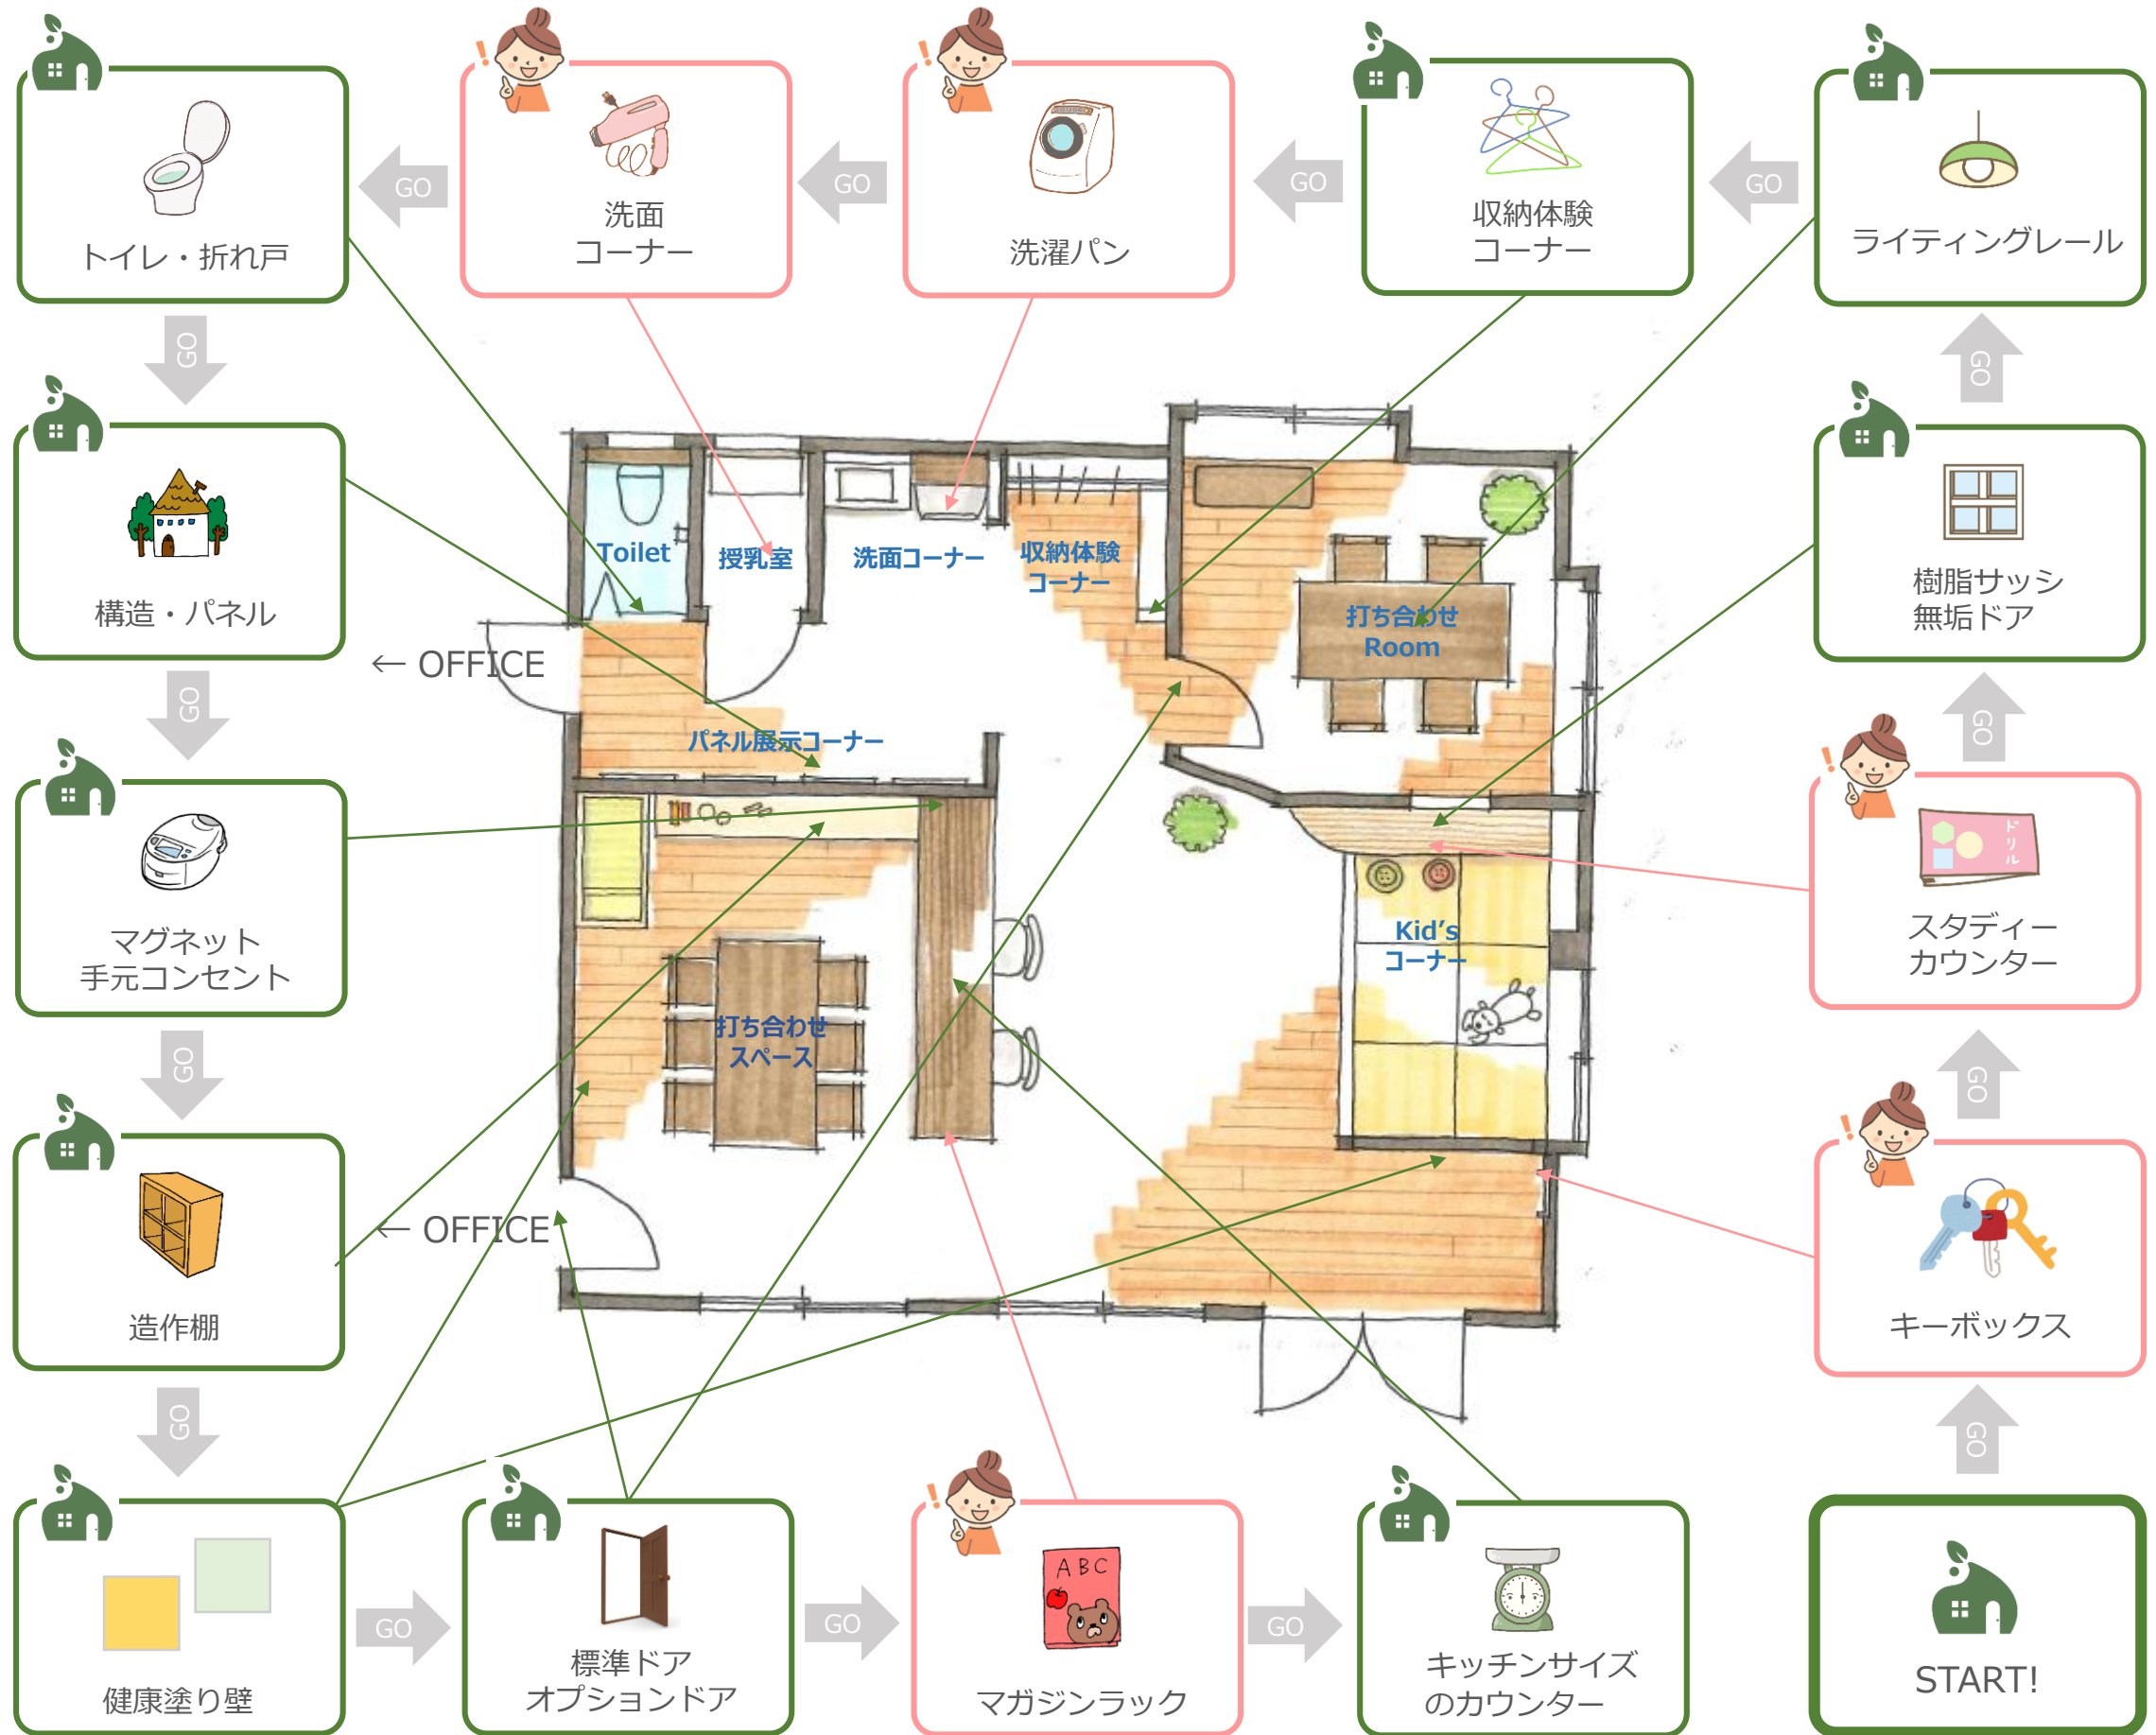 トイレ・折れ戸
GO
洗面
コーナー
GO
洗濯パン
GO
収納体験
コーナー
GO
ライティングレール
GO
GO
構造・パネル
樹脂サッシ
無垢ドア
GO
GO
Toilet
授乳室
洗面コーナー
収納体験
コーナー
打ち合わせ
Room
← OFFICE
パネル展示コーナー
マグネット
手元コンセント
ドリル
スタディー
カウンター
Kid's
コーナー
打ち合わせ
スペース
GO
GO
造作棚
← OFFICE
キーボックス
GO
GO
健康塗り壁
GO
標準ドア
オプションドア
GO
ABC
マガジンラック
GO
キッチンサイズ
のカウンター
START!